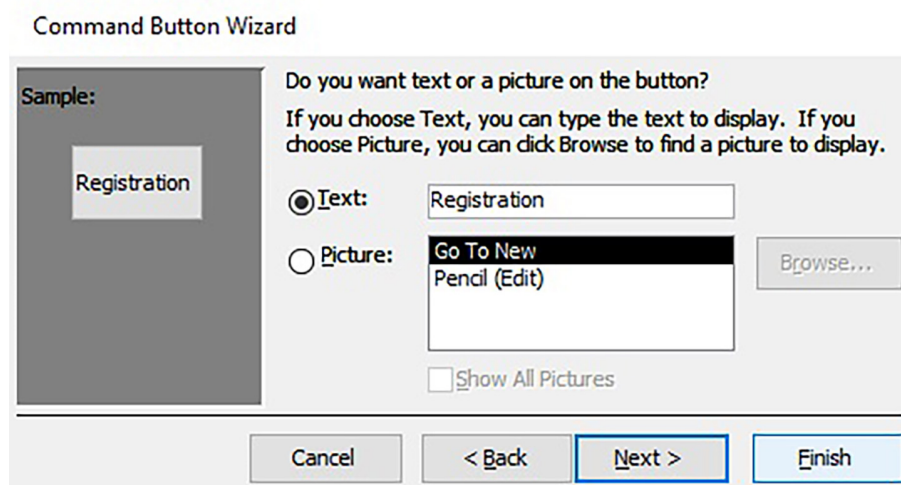 Command Button Wizard
Sample:
Registration
Do you want text or a picture on the button?
If you choose Text, you can type the text to display. If you
choose Picture, you can click Browse to find a picture to display.
Text:
Registration
Picture:
Go To New
Pencil (Edit)
Browse...
Show All Pictures
Cancel
< Back
Next >
Finish